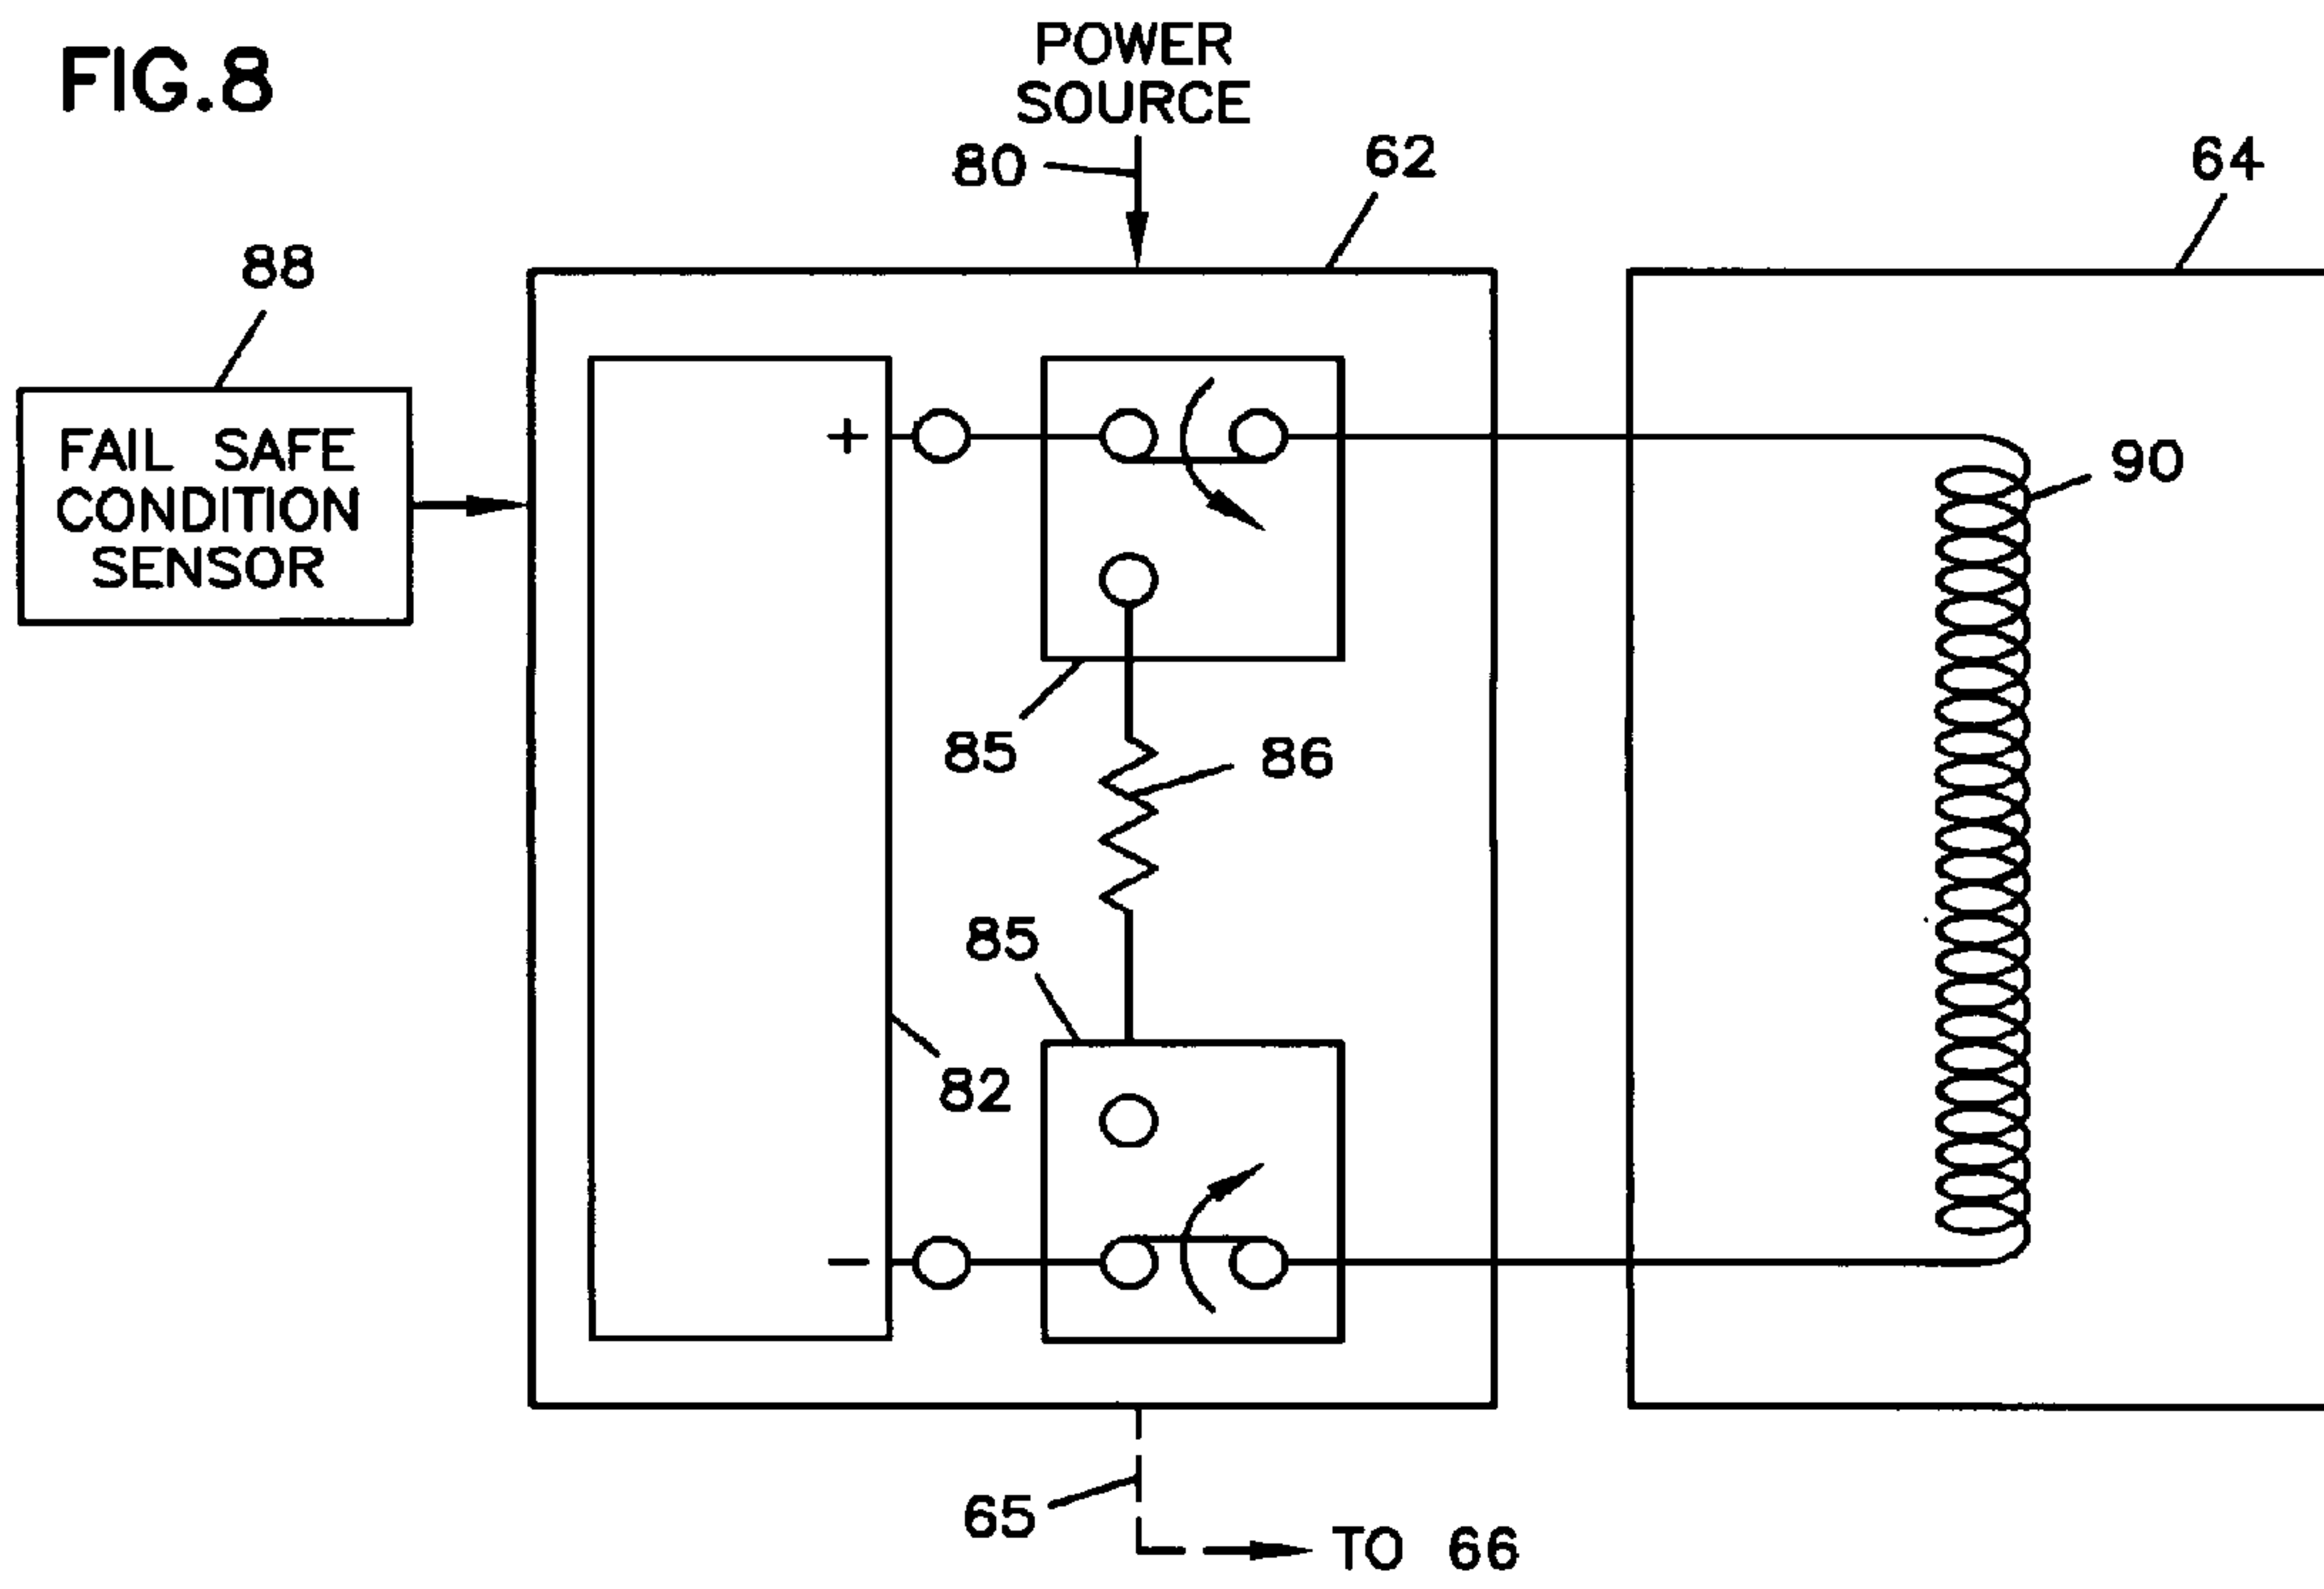 FIG.8
POWER
SOURCE
80
62
64
88
FAIL SAFE
CONDITION
SENSOR
+
90
85
86
85
82
−
65
TO 66